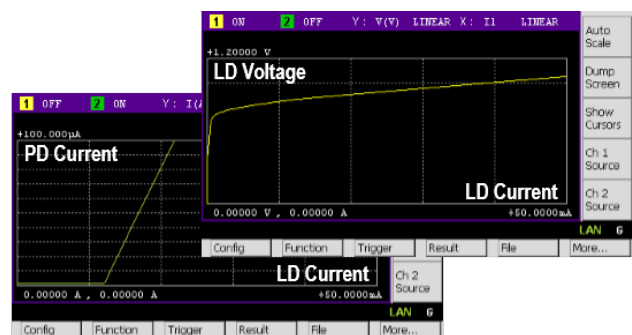 1 ON 2 OFF Y: V(V) LINEAR X: I1 LINEAR
+1.20000 V
LD Voltage
LD Current
0.00000 V , 0.00000 A +50.0000mA
Auto Scale
Dump Screen
Show Cursors
Ch 1 Source
Ch 2 Source
LAN G
Config Function Trigger Result File More...
1 OFF 2 ON Y: I(
+100.000µA
PD Current
LD Current
0.00000 A , 0.00000 A +50.0000mA
Ch 2 Source
LAN G
Config Function Trigger Result File More...